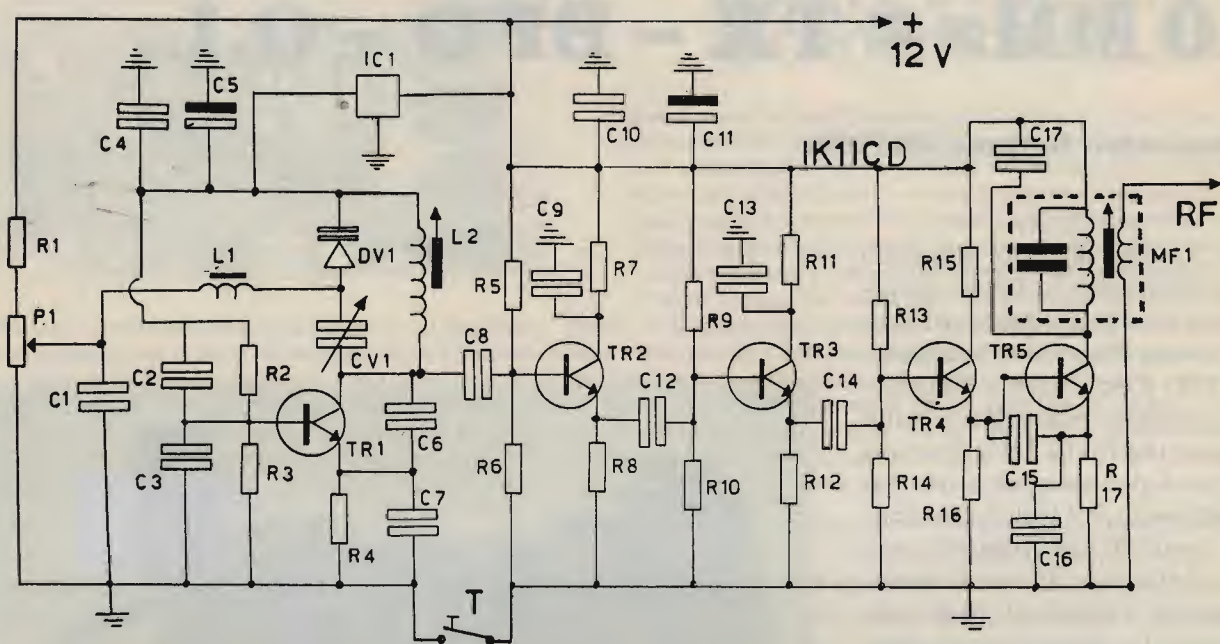 +
12 V
IC1
C5
C4
C10
C11
IK1ICD
C17
RF
MF1
C9
C13
L2
DV1
L1
R1
R5
R7
R11
R15
R9
R13
P1
C8
TR2
TR3
TR5
CV1
C2
R2
C12
C14
TR4
C1
TR1
C6
C3
R3
R6
R8
R10
R12
R14
C15
R
17
R4
C7
R16
C16
T